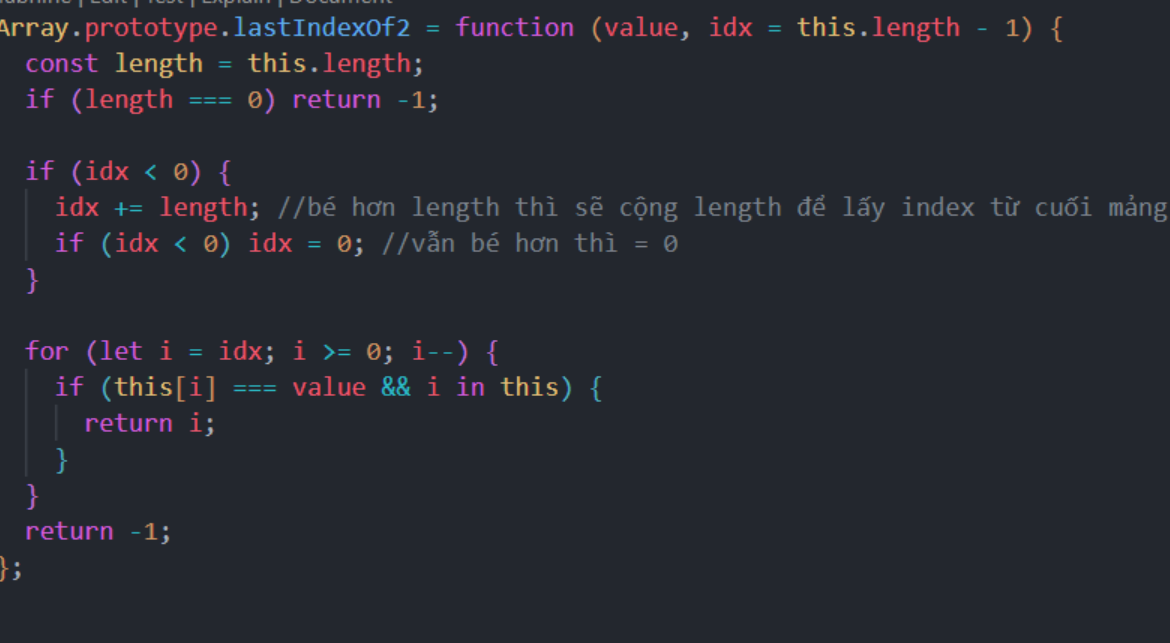 Edit | Test | Explain | Document
Array.prototype.lastIndexOf2 = function (value, idx = this.length - 1) {
  const length = this.length;
  if (length === 0) return -1;

  if (idx < 0) {
    idx += length; //bé hơn length thì sẽ cộng length để lấy index từ cuối mảng
    if (idx < 0) idx = 0; //vẫn bé hơn thì = 0
  }

  for (let i = idx; i >= 0; i--) {
    if (this[i] === value && i in this) {
      return i;
    }
  }
  return -1;
};